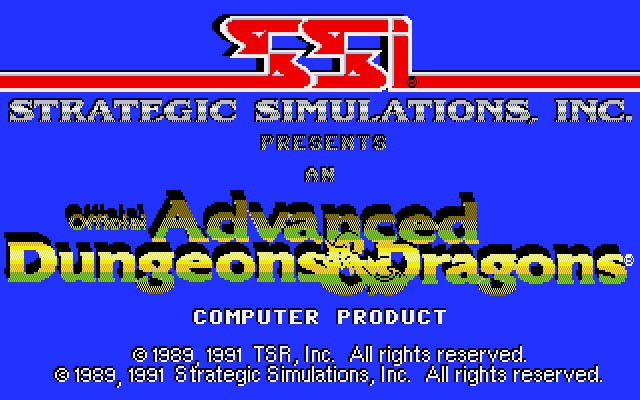 SSi®
STRATEGIC SIMULATIONS, INC.
PRESENTS
AN
Official Advanced
Dungeons & Dragons®
COMPUTER PRODUCT
©1989, 1991 TSR, Inc. All rights reserved.
©1989, 1991 Strategic Simulations, Inc. All rights reserved.